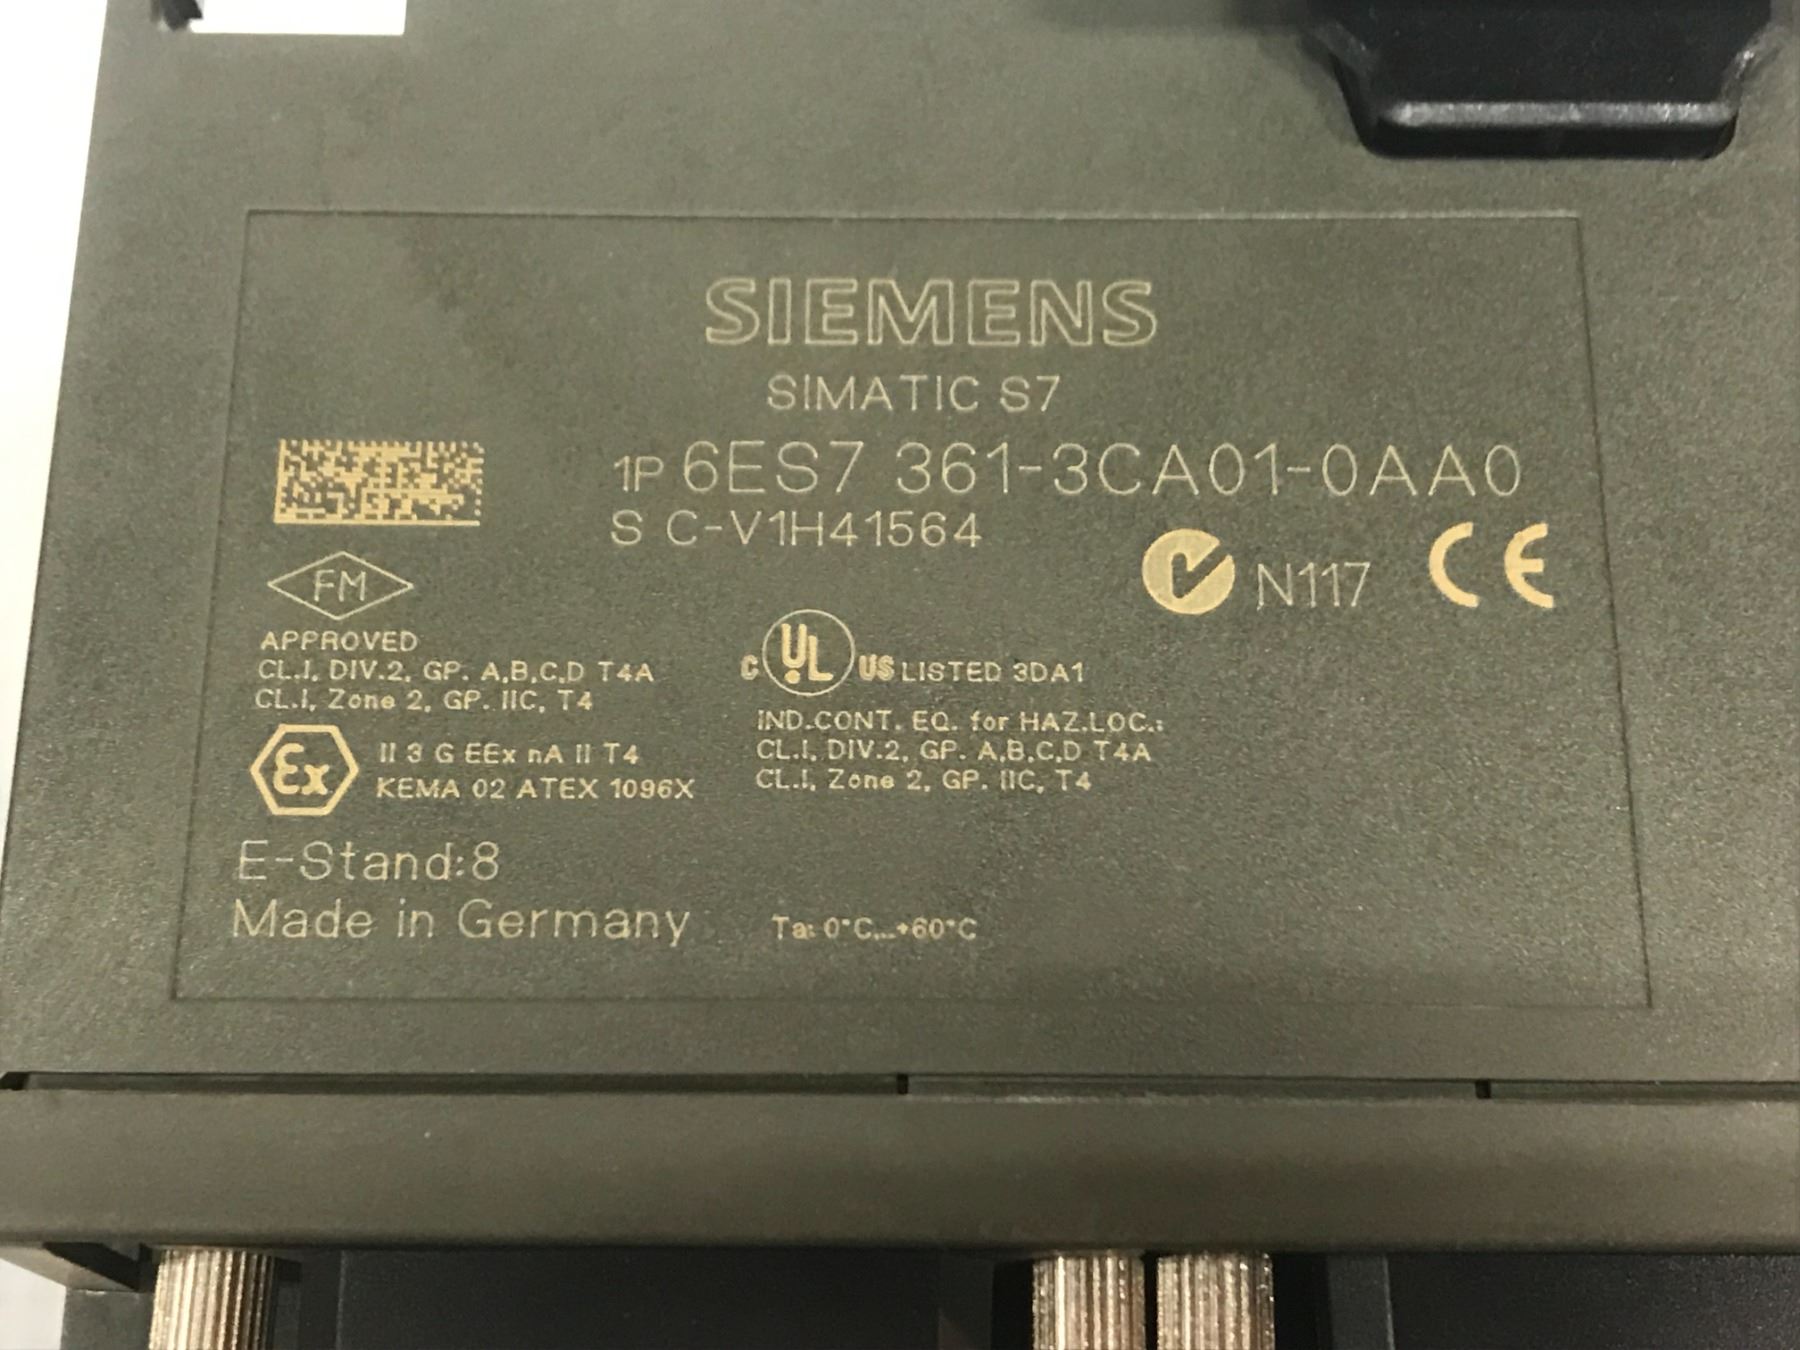 SIEMENS
SIMATIC S7
1P 6ES7 361-3CA01-0AA0
S C-V1H41564
N117 CE
FM
APPROVED
CL.I, DIV.2, GP. A,B,C,D T4A
CL.I, Zone 2, GP. IIC, T4
C UL US LISTED 3DA1
IND.CONT. EQ. for HAZ.LOC.:
CL.I, DIV.2, GP. A,B,C,D T4A
CL.I, Zone 2, GP. IIC, T4
Ex II 3 G EEx nA II T4
KEMA 02 ATEX 1096X
E-Stand:8
Made in Germany
Ta: 0°C...+60°C